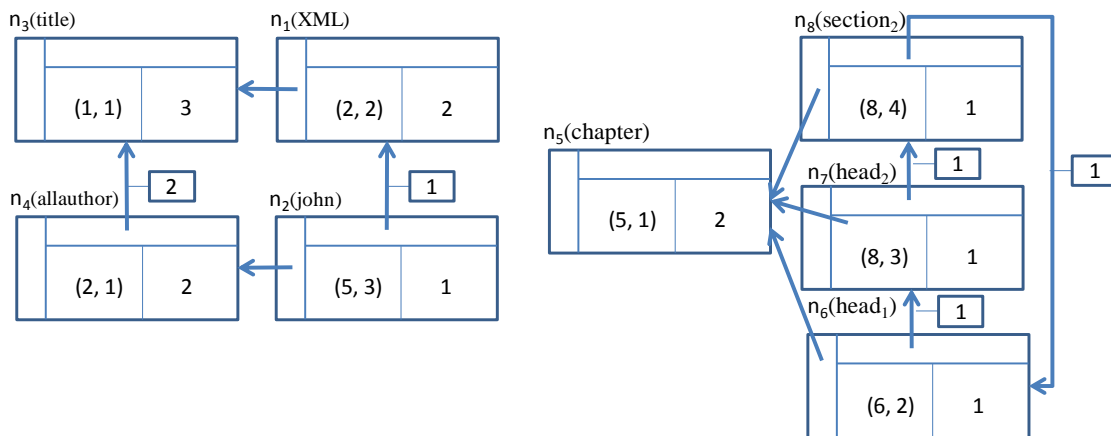 n₃(title)
n₁(XML)
(1, 1) 3
(2, 2) 2
2
1
n₄(allauthor)
n₂(john)
(2, 1) 2
(5, 3) 1
n₈(section₂)
(8, 4) 1
n₅(chapter)
1
1
n₇(head₂)
(5, 1) 2
(8, 3) 1
n₆(head₁)
1
(6, 2) 1